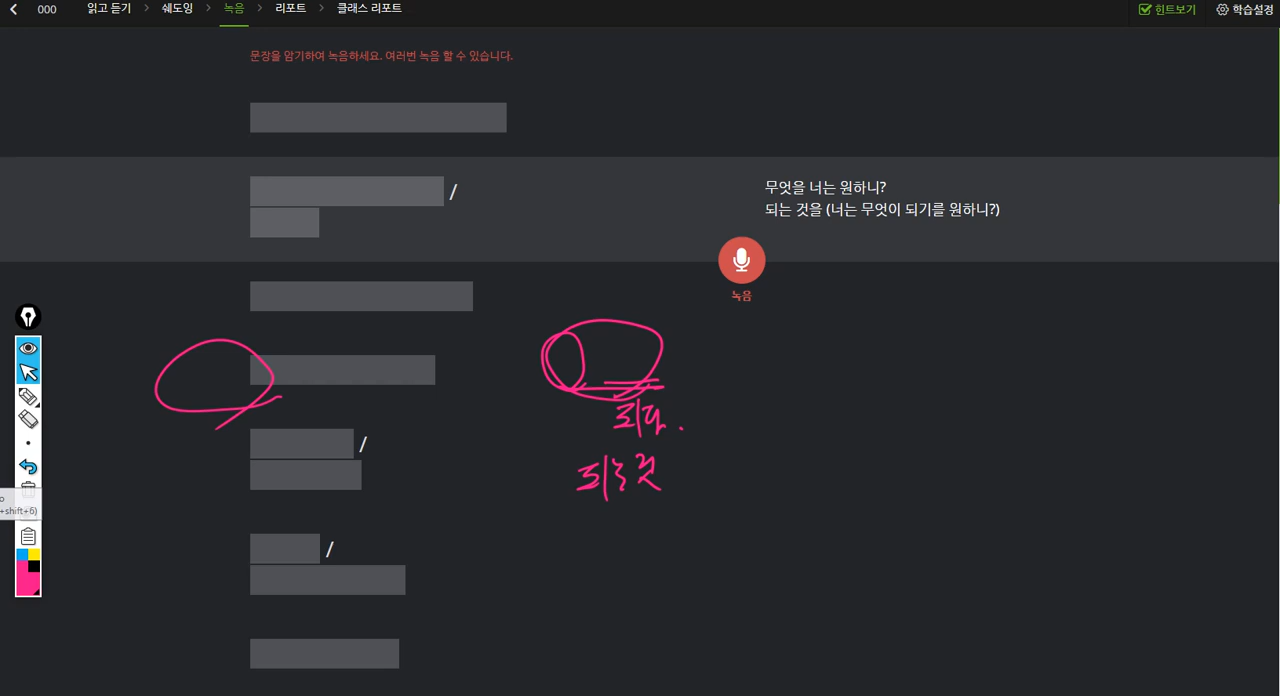 000 읽고 듣기 쉐도잉 녹음 리포트 클래스 리포트 힌트보기 학습설정
문장을 암기하여 녹음하세요. 여러번 녹음 할 수 있습니다.
/
무엇을 너는 원하니?
되는 것을 (너는 무엇이 되기를 원하니?)
녹음
되다.
되는 것
/
+shift+6)
/